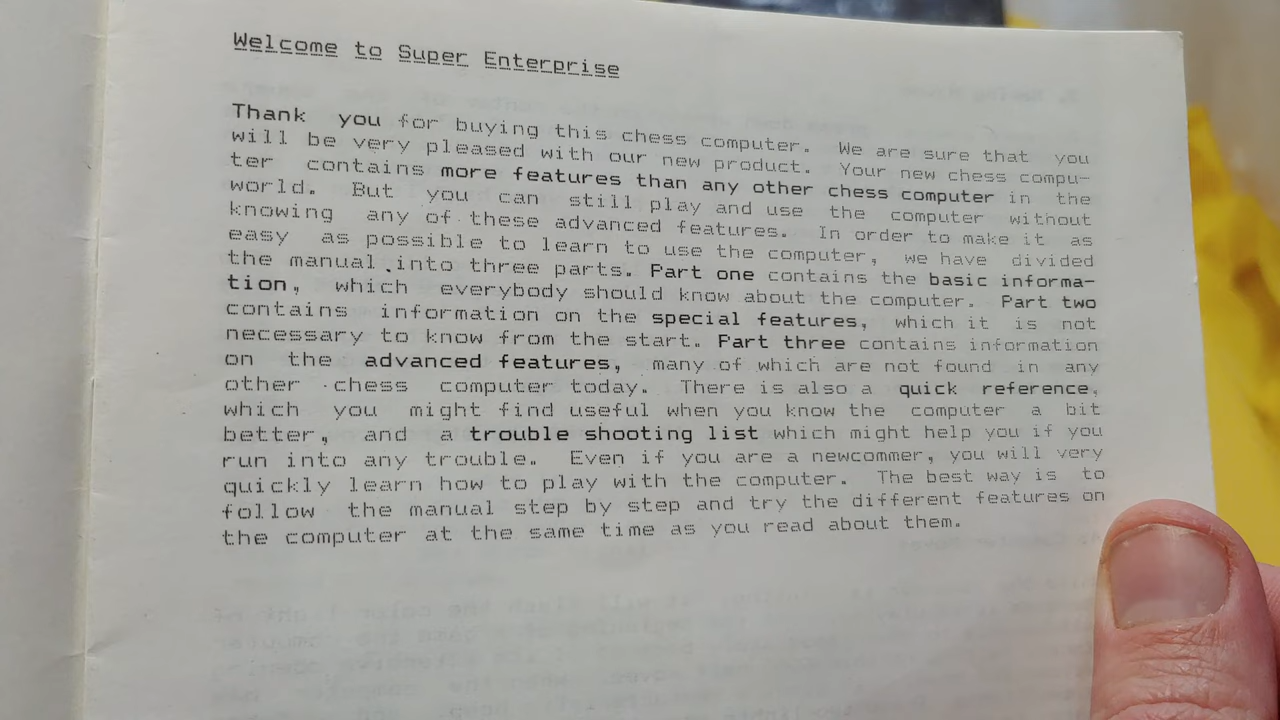 Welcome to Super Enterprise
Thank you for buying this chess computer. We are sure that you
will be very pleased with our new product. Your new chess compu-
ter contains more features than any other chess computer in the
world. But you can still play and use the computer without
knowing any of these advanced features. In order to make it as
easy as possible to learn to use the computer, we have divided
the manual into three parts. Part one contains the basic informa-
tion, which everybody should know about the computer. Part two
contains information on the special features, which it is not
necessary to know from the start. Part three contains information
on the advanced features, many of which are not found in any
other chess computer today. There is also a quick reference,
which you might find useful when you know the computer a bit
better, and a trouble shooting list which might help you if you
run into any trouble. Even if you are a newcommer, you will very
quickly learn how to play with the computer. The best way is to
follow the manual step by step and try the different features on
the computer at the same time as you read about them.